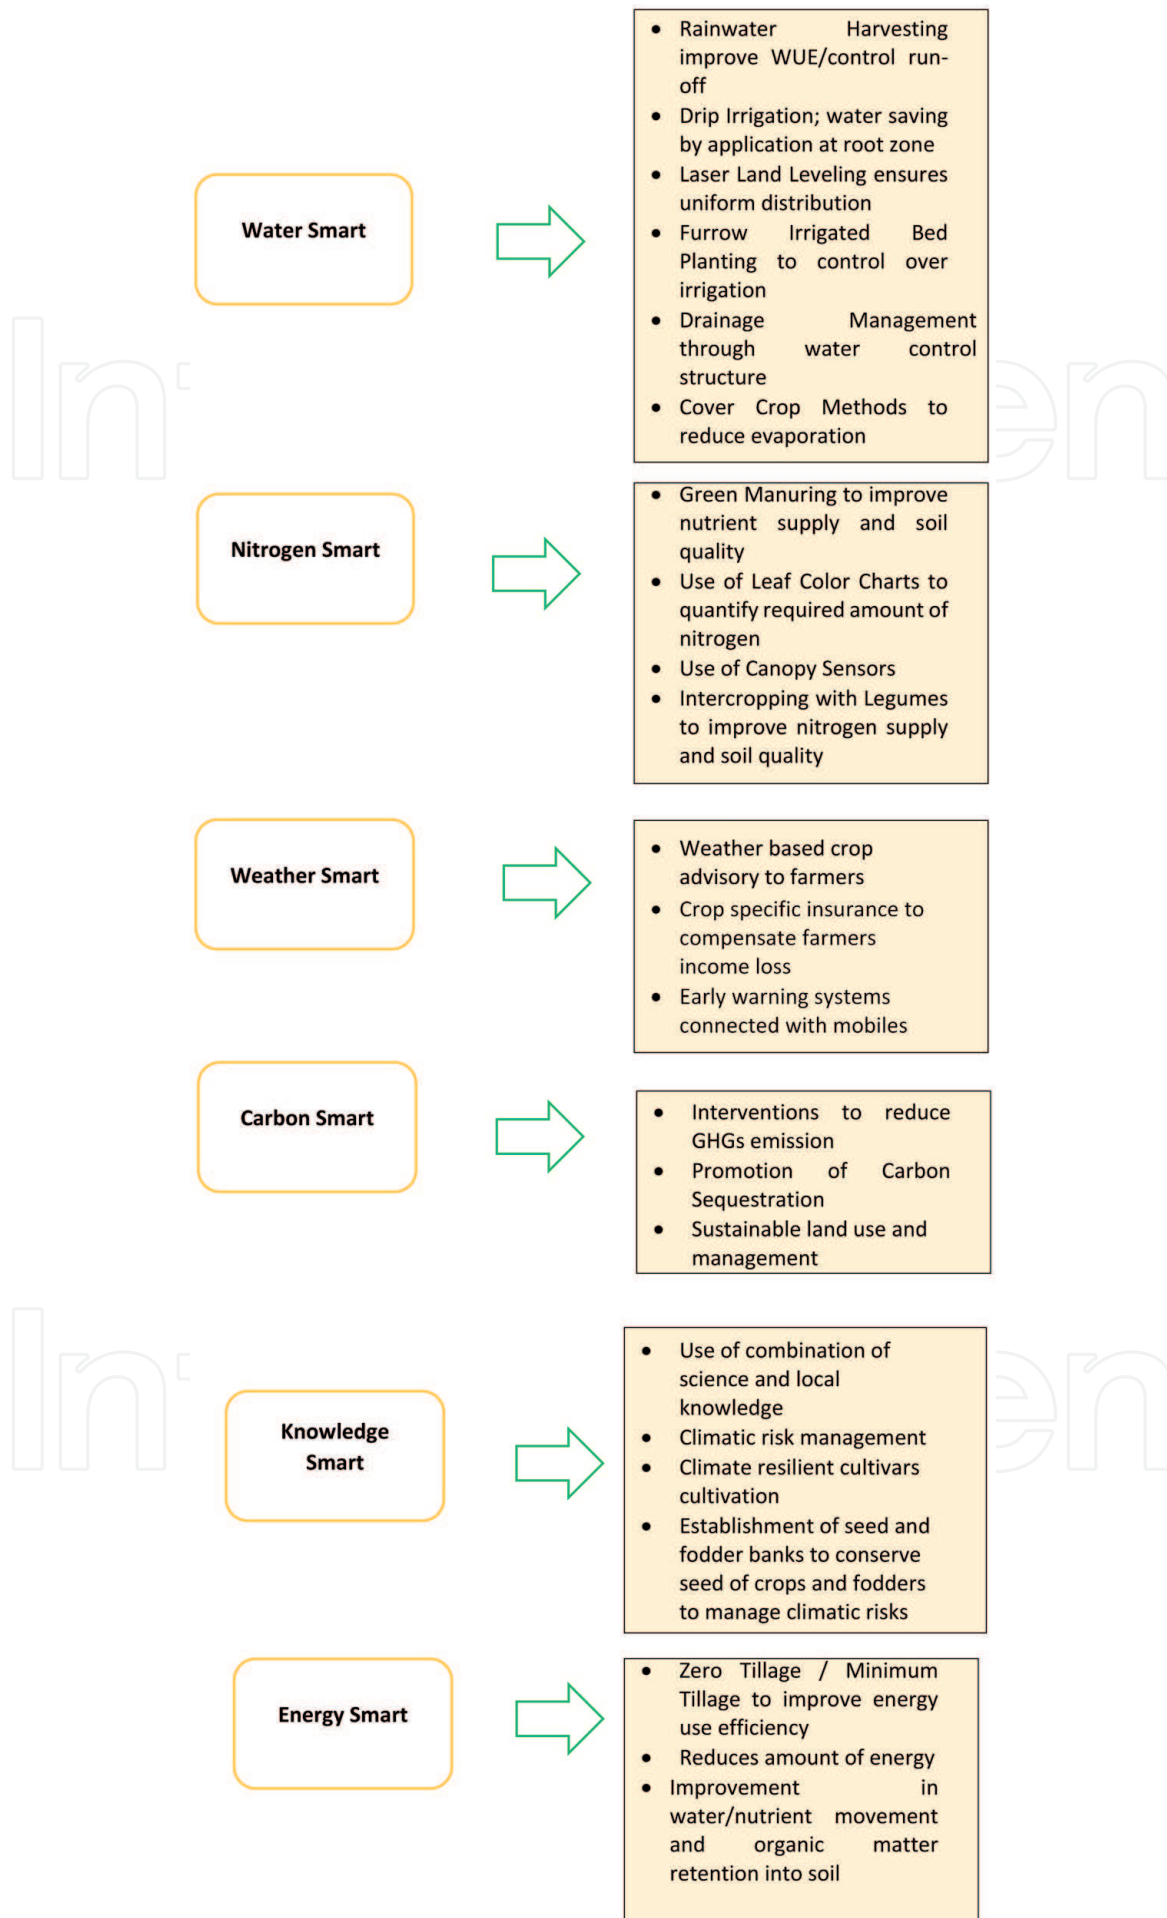 Water Smart
• Rainwater Harvesting
improve WUE/control run-
off
• Drip Irrigation; water saving
by application at root zone
• Laser Land Leveling ensures
uniform distribution
• Furrow Irrigated Bed
Planting to control over
irrigation
• Drainage Management
through water control
structure
• Cover Crop Methods to
reduce evaporation
Nitrogen Smart
• Green Manuring to improve
nutrient supply and soil
quality
• Use of Leaf Color Charts to
quantify required amount of
nitrogen
• Use of Canopy Sensors
• Intercropping with Legumes
to improve nitrogen supply
and soil quality
Weather Smart
• Weather based crop
advisory to farmers
• Crop specific insurance to
compensate farmers
income loss
• Early warning systems
connected with mobiles
Carbon Smart
• Interventions to reduce
GHGs emission
• Promotion of Carbon
Sequestration
• Sustainable land use and
management
Knowledge
Smart
• Use of combination of
science and local
knowledge
• Climatic risk management
• Climate resilient cultivars
cultivation
• Establishment of seed and
fodder banks to conserve
seed of crops and fodders
to manage climatic risks
Energy Smart
• Zero Tillage / Minimum
Tillage to improve energy
use efficiency
• Reduces amount of energy
• Improvement in
water/nutrient movement
and organic matter
retention into soil